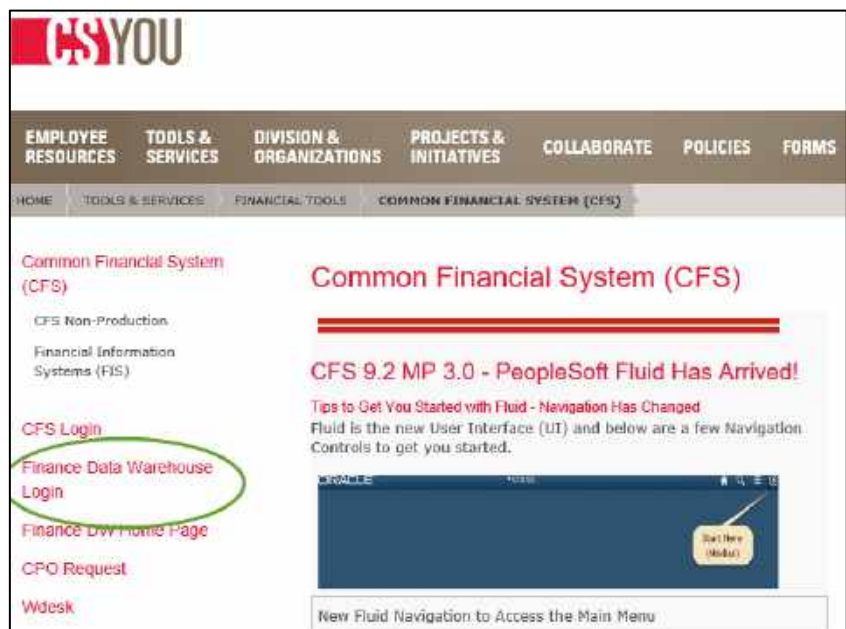 CSYOU
EMPLOYEE RESOURCES
TOOLS & SERVICES
DIVISION & ORGANIZATIONS
PROJECTS & INITIATIVES
COLLABORATE
POLICIES
FORMS
HOME TOOLS & SERVICES FINANCIAL TOOLS COMMON FINANCIAL SYSTEM (CFS)
Common Financial System
(CFS)
CFS Non-Production
Financial Information
Systems (FIS)
CFS Login
Finance Data Warehouse
Login
Finance DW Home Page
CPO Request
Wdesk
Common Financial System (CFS)
CFS 9.2 MP 3.0 - PeopleSoft Fluid Has Arrived!
Tips to Get You Started with Fluid - Navigation Has Changed
Fluid is the new User Interface (UI) and below are a few Navigation
Controls to get you started.
ORACLE
Start Here
New Fluid Navigation to Access the Main Menu